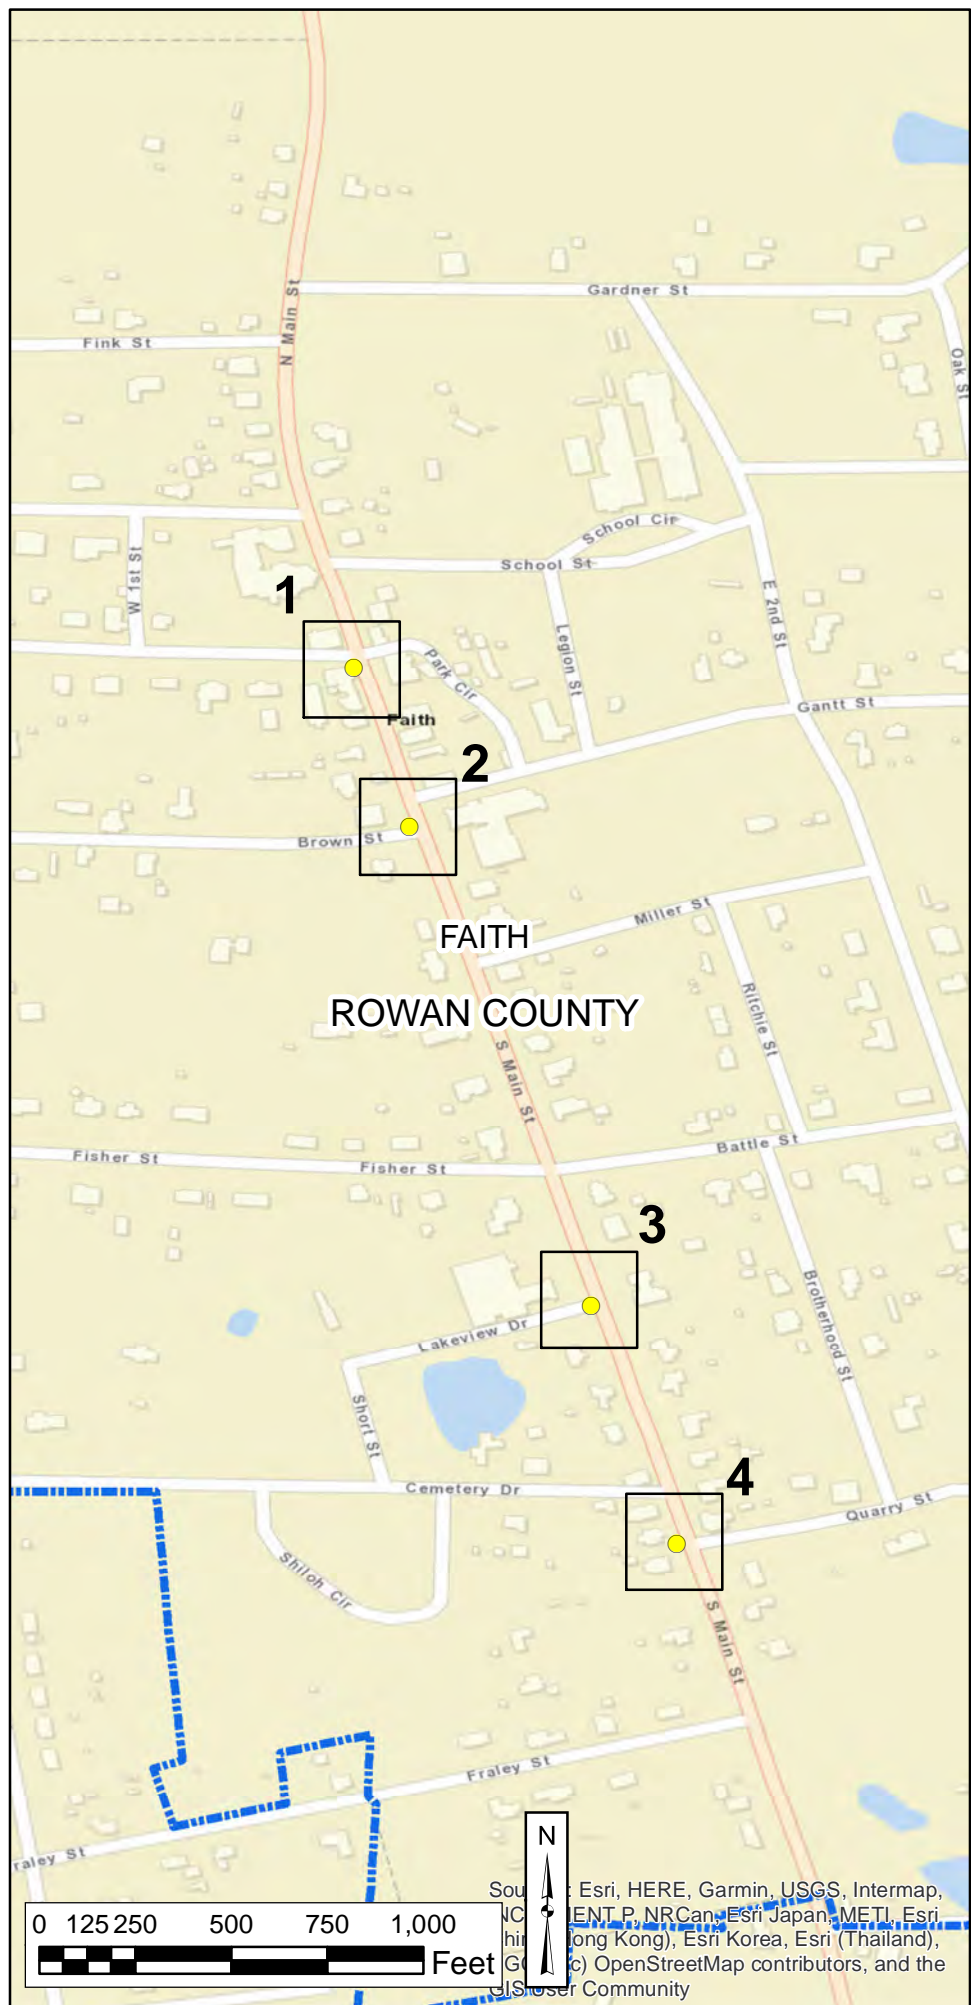 Gardner St
N Main St
Fink St
Oak St
School Cir
School St
W 1st St
E 2nd St
1
Legion St
Park Cir
Gantt St
Faith
2
Brown St
Miller St
FAITH
Ritchie St
ROWAN COUNTY
S Main St
Battle St
Fisher St
Fisher St
3
Brotherhood St
Lakeview Dr
Short St
4
Cemetery Dr
Quarry St
Shiloh Cir
S Main St
Fraley St
N
raley St
0 125 250 500 750 1,000
Feet
Esri, HERE, Garmin, USGS, Intermap,
P, NRCan, Esri Japan, METI, Esri
Kong), Esri Korea, Esri (Thailand),
OpenStreetMap contributors, and the
GIS User Community